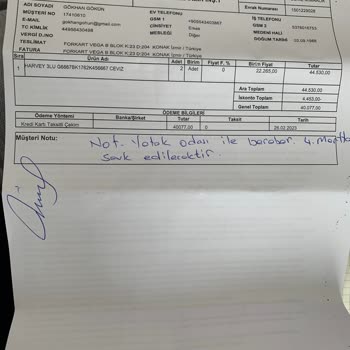 ADI SOYADI GÖKHAN GÖKÜN
MÜŞTERİ NO 17410810 EV TELEFONU İŞ TELEFONU
E-MAIL GSM 1 GSM 2
TC.KİMLİK CİNSİYET Erkek MEDENİ HALİ
VERGİ D./NO MERLEĞİ Diğer DOĞUM TARİHİ
TESLİMAT FORKART VEGA B BLOK K:23 D:204 KONAK İzmir / Türkiye
FATURA FORKART VEGA B BLOK K:23 D:204 KONAK İzmir / Türkiye
Sıra Ürün Adı Adet Birim Fiyat F. % Birim Fiyat Tutar
1 HARVEY 3LU CEVIZ 2 Adet 0 22.265,00 44.530,00
Ara Toplam 44.530,00
İskonto Toplam 4.453,00
Genel Toplam 40.077,00
ÖDEME BİLGİLERİ
Ödeme Yöntemi Banka/Şirket Tutar Taksit Tarih
Kredi Kartı Taksitli Çekim 40077,00 0 26.02.2023
Müşteri Notu:
Not. Yatak odası ile beraber 4. Mayıtta
sevk edilecektir.